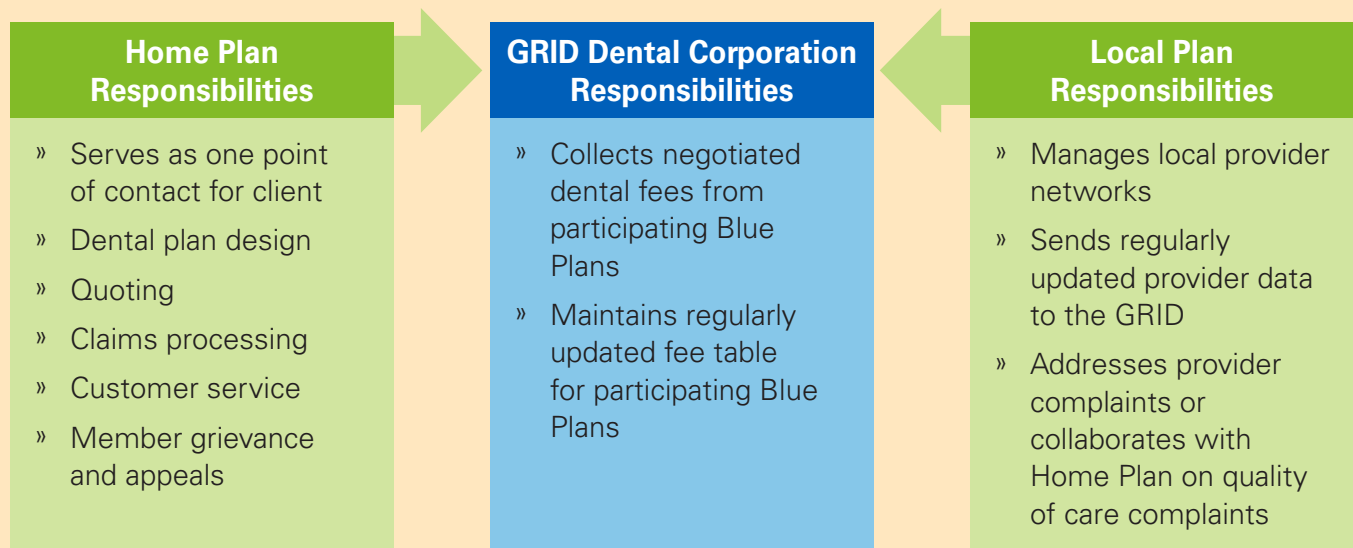 Home Plan
Responsibilities
» Serves as one point
of contact for client
» Dental plan design
» Quoting
» Claims processing
» Customer service
» Member grievance
and appeals
GRID Dental Corporation
Responsibilities
» Collects negotiated
dental fees from
participating Blue
Plans
» Maintains regularly
updated fee table
for participating Blue
Plans
Local Plan
Responsibilities
» Manages local provider
networks
» Sends regularly
updated provider data
to the GRID
» Addresses provider
complaints or
collaborates with
Home Plan on quality
of care complaints